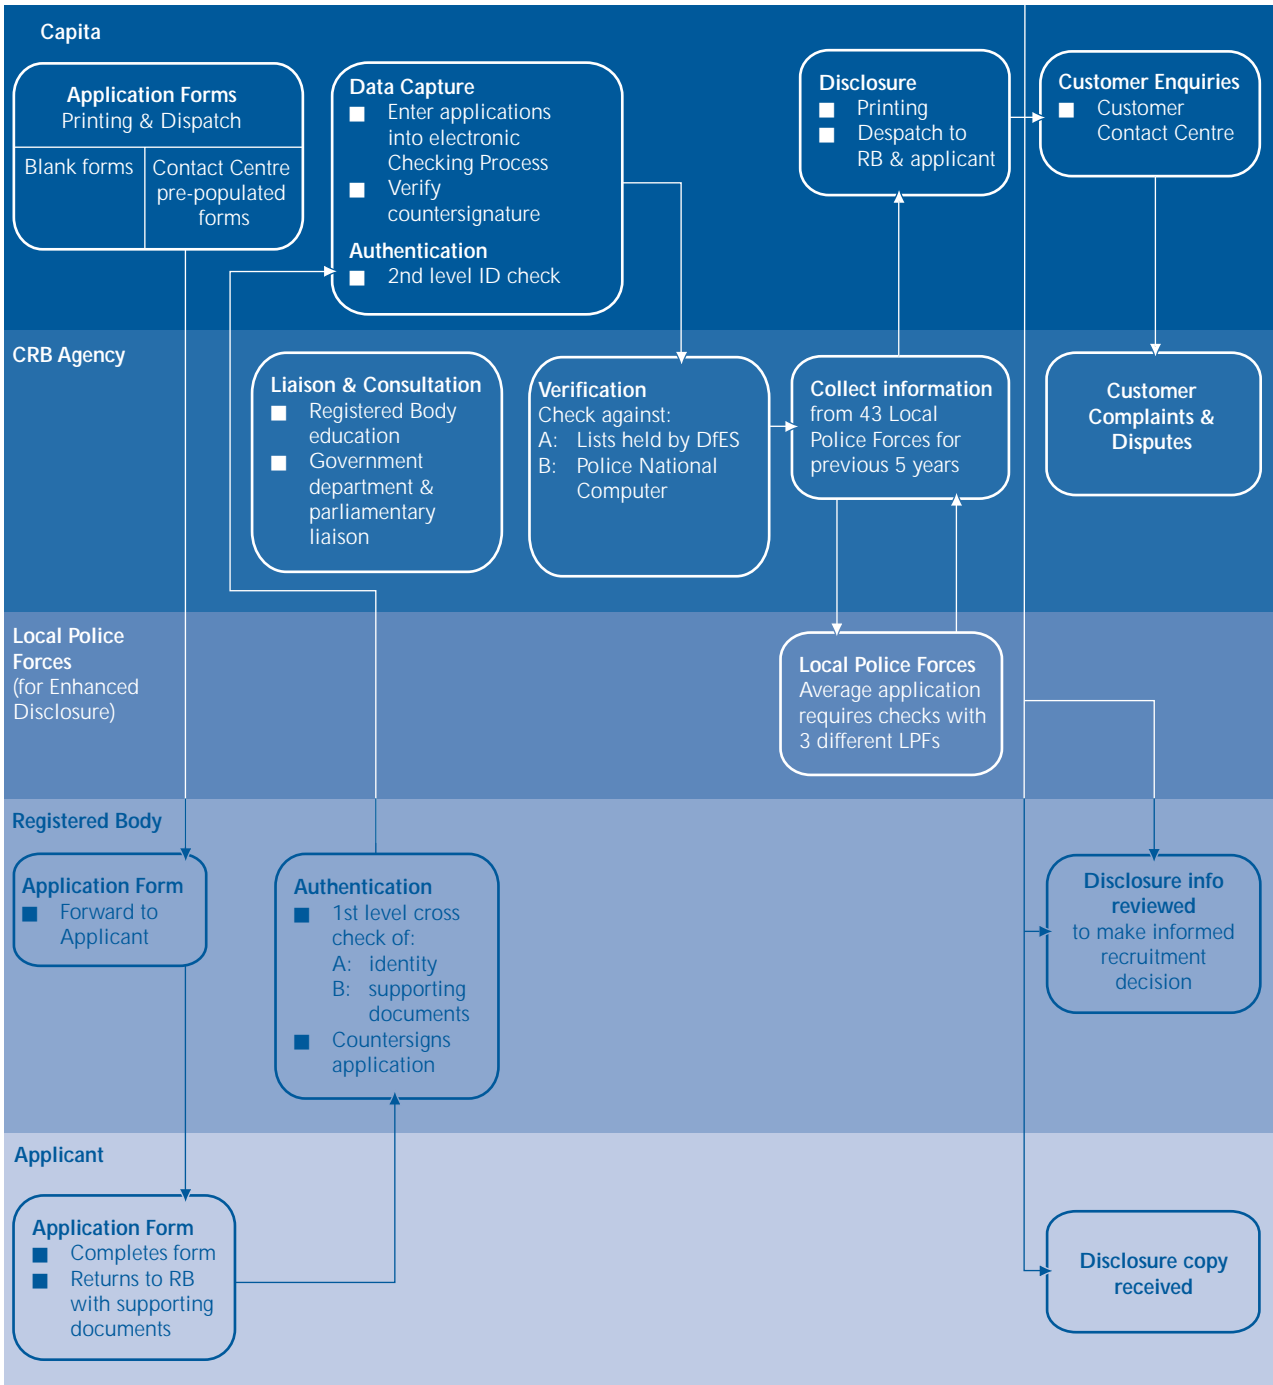 Capita
Application Forms
Printing & Dispatch
Blank forms
Contact Centre
pre-populated
forms
Data Capture
Enter applications
into electronic
Checking Process
Verify
countersignature
Authentication
2nd level ID check
Disclosure
Printing
Despatch to
RB & applicant
Customer Enquiries
Customer
Contact Centre
CRB Agency
Liaison & Consultation
Registered Body
education
Government
department &
parliamentary
liaison
Verification
Check against:
A: Lists held by DfES
B: Police National
Computer
Collect information
from 43 Local
Police Forces for
previous 5 years
Customer
Complaints &
Disputes
Local Police
Forces
(for Enhanced
Disclosure)
Local Police Forces
Average application
requires checks with
3 different LPFs
Registered Body
Application Form
Forward to
Applicant
Authentication
1st level cross
check of:
A: identity
B: supporting
documents
Countersigns
application
Disclosure info
reviewed
to make informed
recruitment
decision
Applicant
Application Form
Completes form
Returns to RB
with supporting
documents
Disclosure copy
received